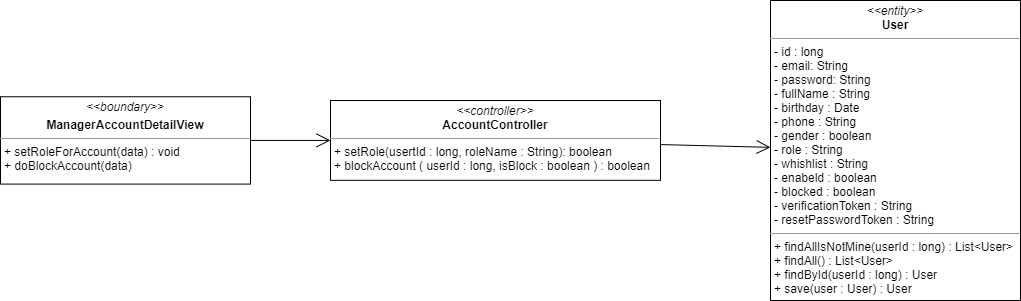 <<boundary>>
ManagerAccountDetailView
+ setRoleForAccount(data) : void
+ doBlockAccount(data)
<<controller>>
AccountController
+ setRole(usertId : long, roleName : String): boolean
+ blockAccount ( userId : long, isBlock : boolean ) : boolean
<<entity>>
User
- id : long
- email: String
- password: String
- fullName : String
- birthday : Date
- phone : String
- gender : boolean
- role : String
- whishlist : String
- enabeld : boolean
- blocked : boolean
- verificationToken : String
- resetPasswordToken : String
+ findAllIsNotMine(userId : long) : List<User>
+ findAll() : List<User>
+ findById(userId : long) : User
+ save(user : User) : User